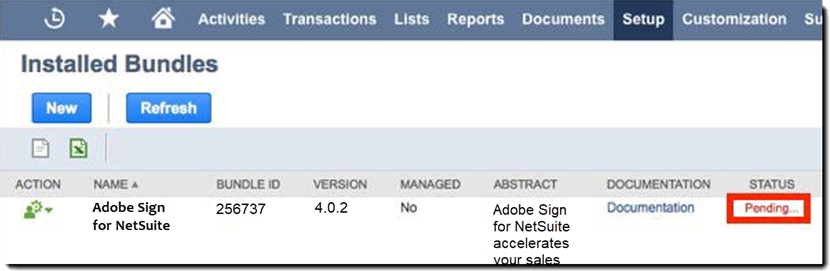 Activities Transactions Lists Reports Documents Setup Customization Su
Installed Bundles
New Refresh
ACTION NAME ▲ BUNDLE ID VERSION MANAGED ABSTRACT DOCUMENTATION STATUS
Adobe Sign 256737 4.0.2 No Adobe Sign Documentation Pending...
for NetSuite for NetSuite
accelerates
your sales